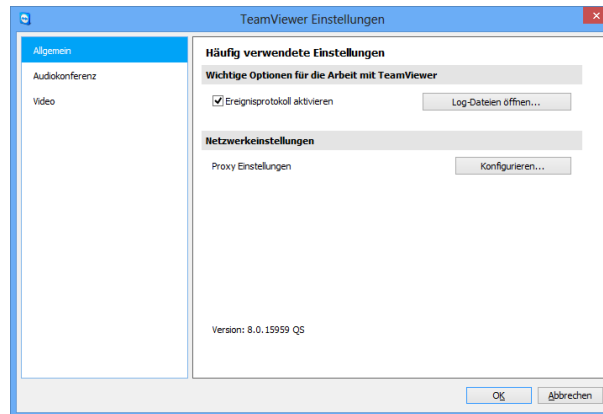 TeamViewer Einstellungen
Allgemein
Audiokonferenz
Video
Häufig verwendete Einstellungen
Wichtige Optionen für die Arbeit mit TeamViewer
Ereignisprotokoll aktivieren
Log-Dateien öffnen...
Netzwerkeinstellungen
Proxy Einstellungen
Konfigurieren...
Version: 8.0.15959 QS
OK
Abbrechen